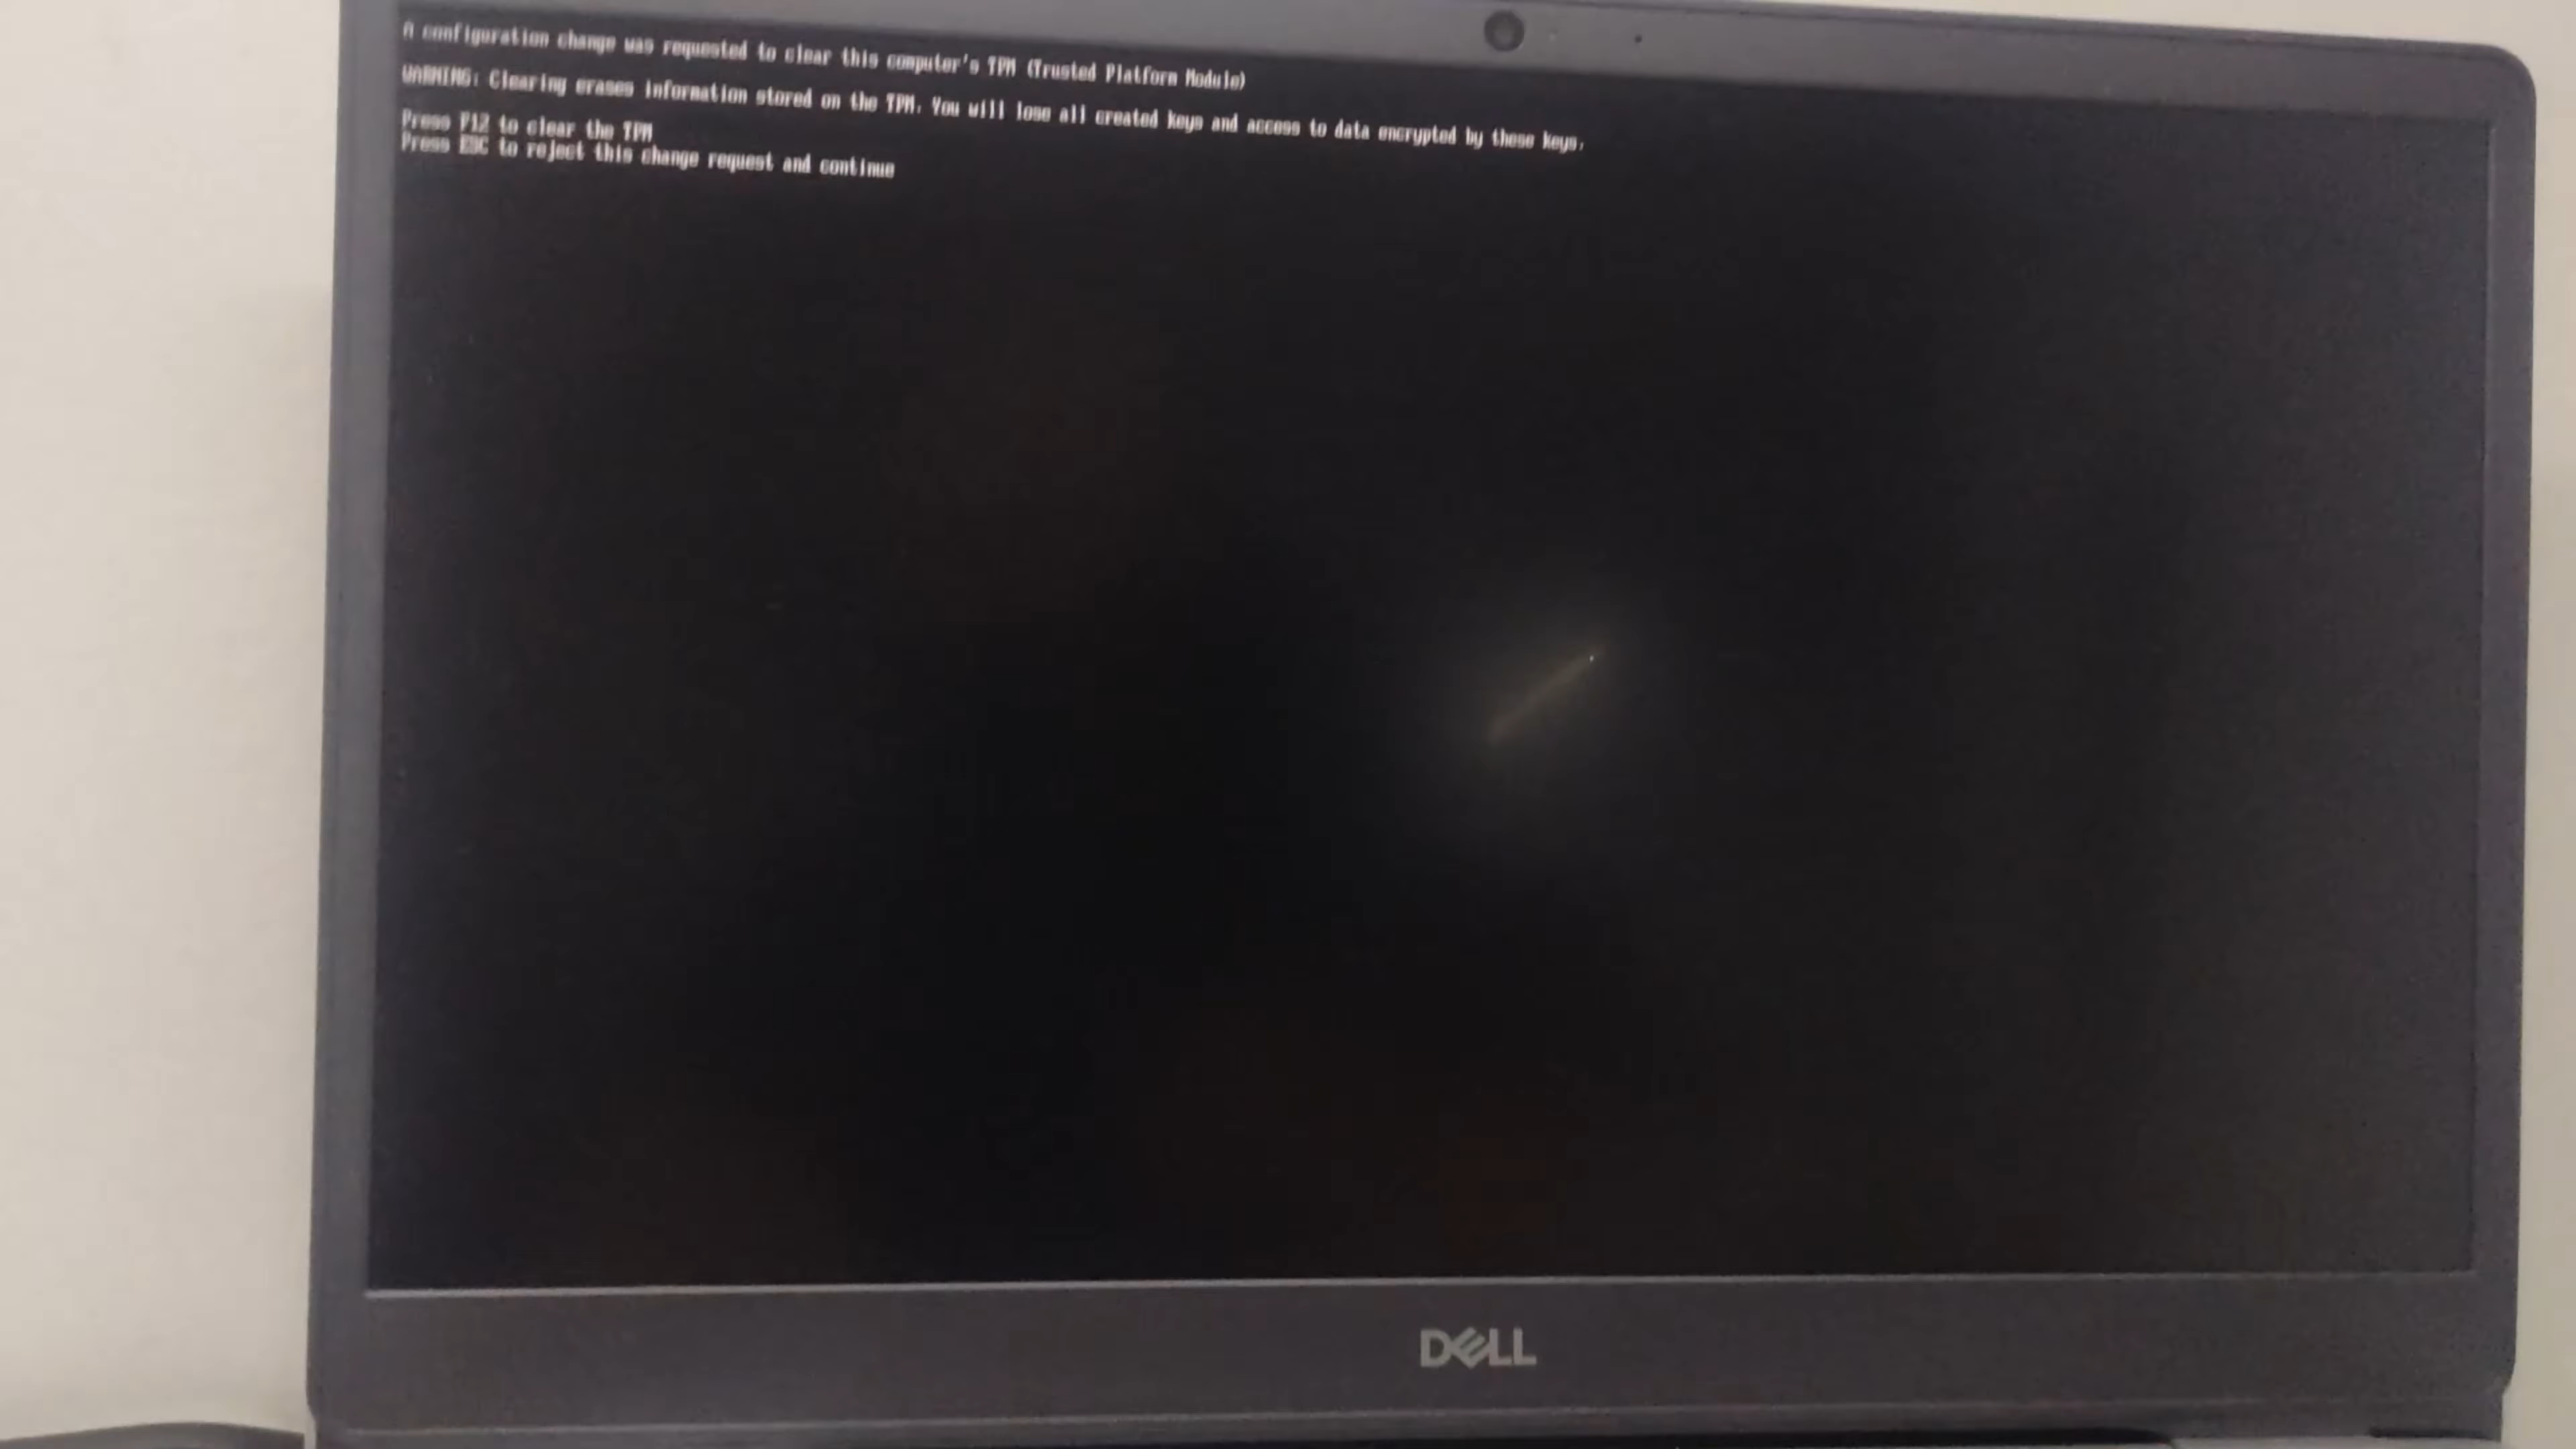 A configuration change was requested to clear this computer's TPM (Trusted Platform Module)
WARNING: Clearing erases information stored on the TPM. You will lose all created keys and access to data encrypted by these keys.
Press F12 to clear the TPM
Press ESC to reject this change request and continue
DELL